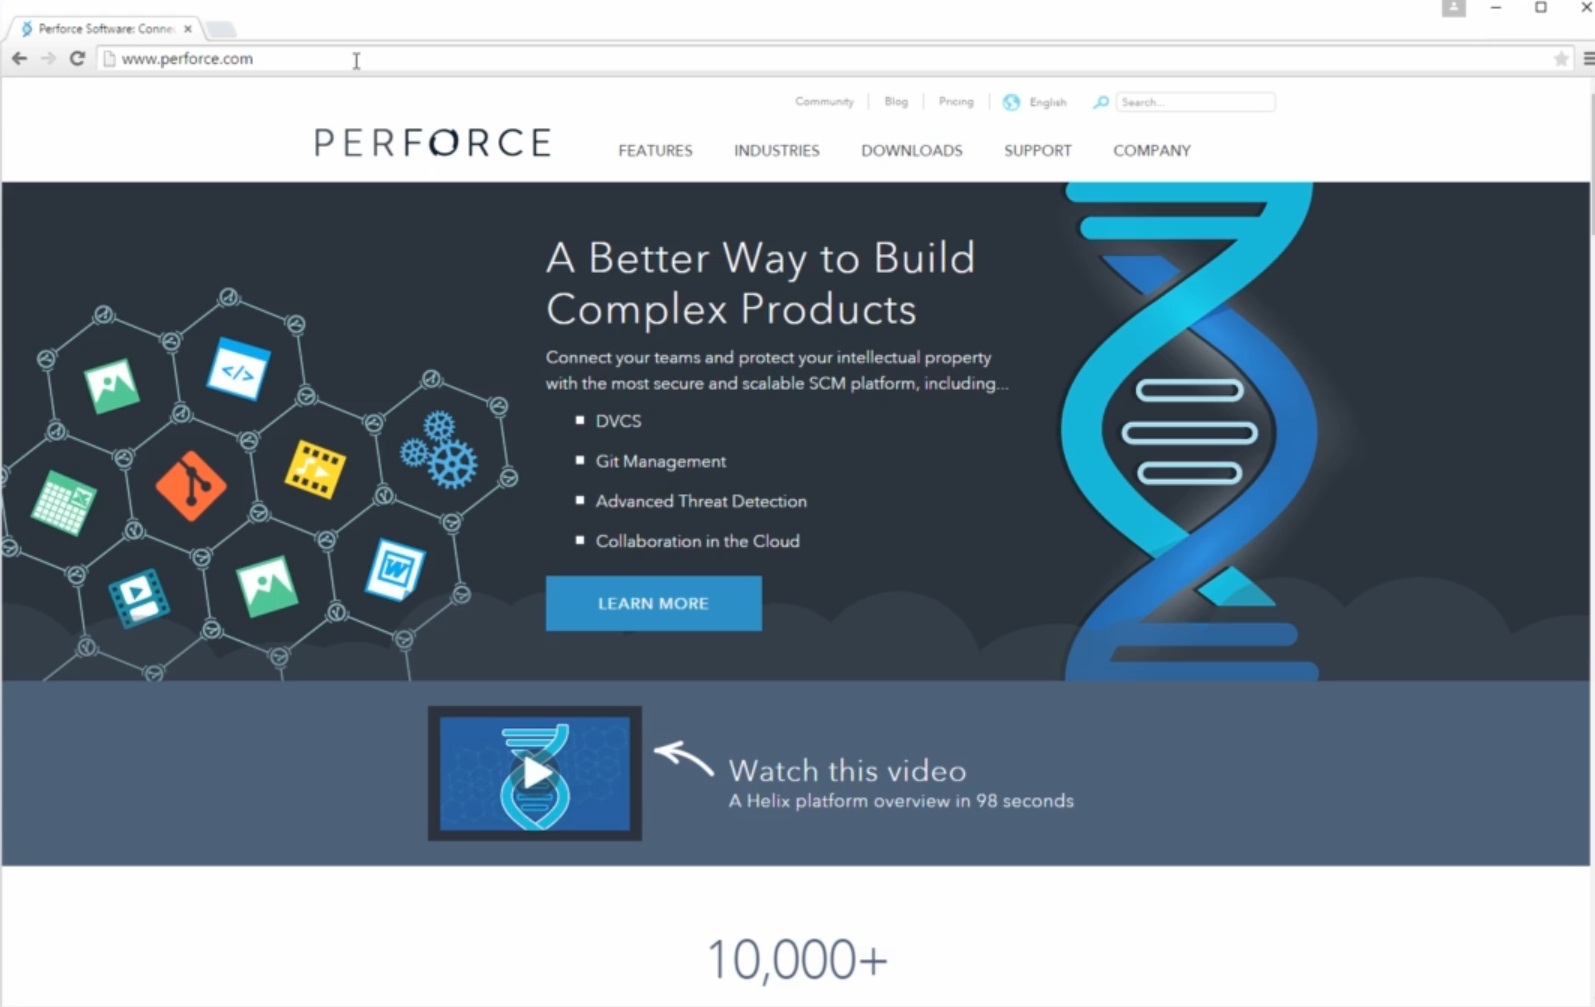 Perforce Software: Connec
www.perforce.com
Community
Blog
Pricing
English
Search...
PERFORCE
FEATURES
INDUSTRIES
DOWNLOADS
SUPPORT
COMPANY
A Better Way to Build
Complex Products
Connect your teams and protect your intellectual property
with the most secure and scalable SCM platform, including...
DVCS
Git Management
Advanced Threat Detection
Collaboration in the Cloud
LEARN MORE
</>
W
Watch this video
A Helix platform overview in 98 seconds
10,000+